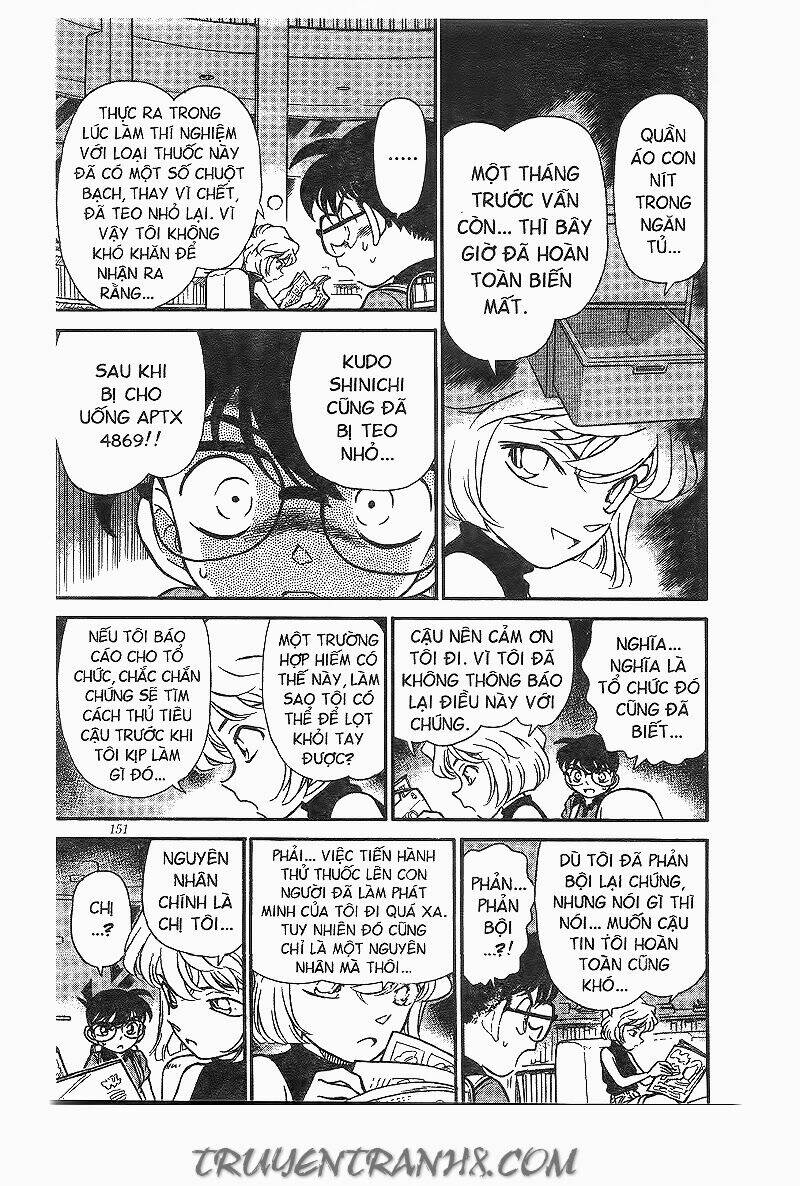 QUẦN
ÁO CON
NÍT
TRONG
NGĂN
TỦ...
MỘT THÁNG
TRƯỚC VẪN
CÒN... THÌ BÂY
GIỜ ĐÃ HOÀN
TOÀN BIẾN
MẤT.
.....
THỰC RA TRONG
LÚC LÀM THÍ NGHIỆM
VỚI LOẠI THUỐC NÀY
ĐÃ CÓ MỘT SỐ CHUỘT
BẠCH, THAY VÌ CHẾT,
ĐÃ TEO NHỎ LẠI. VÌ
VẬY TÔI KHÔNG
KHÓ KHĂN ĐỂ
NHẬN RA
RẰNG...
KUDO
SHINICHI
CŨNG ĐÃ
BỊ TEO
NHỎ...
SAU KHI
BỊ CHO
UỐNG APTX
4869!!
NGHĨA...
NGHĨA LÀ
TỔ CHỨC ĐÓ
CŨNG ĐÃ
BIẾT...
CẬU NÊN CẢM ƠN
TÔI ĐI. VÌ TÔI ĐÃ
KHÔNG THÔNG BÁO
LẠI ĐIỀU NÀY VỚI
CHÚNG.
MỘT TRƯỜNG
HỢP HIẾM CÓ
THẾ NÀY, LÀM
SAO TÔI CÓ
THỂ ĐỂ LỌT
KHỎI TAY
ĐƯỢC?
NẾU TÔI BÁO
CÁO CHO TỔ
CHỨC, CHẮC CHẮN
CHÚNG SẼ TÌM
CÁCH THỦ TIÊU
CẬU TRƯỚC KHI
TÔI KỊP LÀM
GÌ ĐÓ...
151
DÙ TÔI ĐÃ PHẢN
BỘI LẠI CHÚNG,
NHƯNG NÓI GÌ THÌ
NÓI... MUỐN CẬU
TIN TÔI HOÀN
TOÀN CŨNG
KHÓ...
PHẢN...
PHẢN
BỘI
...?!
PHẢI... VIỆC TIẾN HÀNH
THỬ THUỐC LÊN CON
NGƯỜI ĐÃ LÀM PHÁT
MINH CỦA TÔI ĐI QUÁ XA.
TUY NHIÊN ĐÓ CŨNG
CHỈ LÀ MỘT NGUYÊN
NHÂN MÀ THÔI...
NGUYÊN
NHÂN
CHÍNH LÀ
CHỊ TÔI...
CHỊ
...?
TRUYENTRANH8.COM